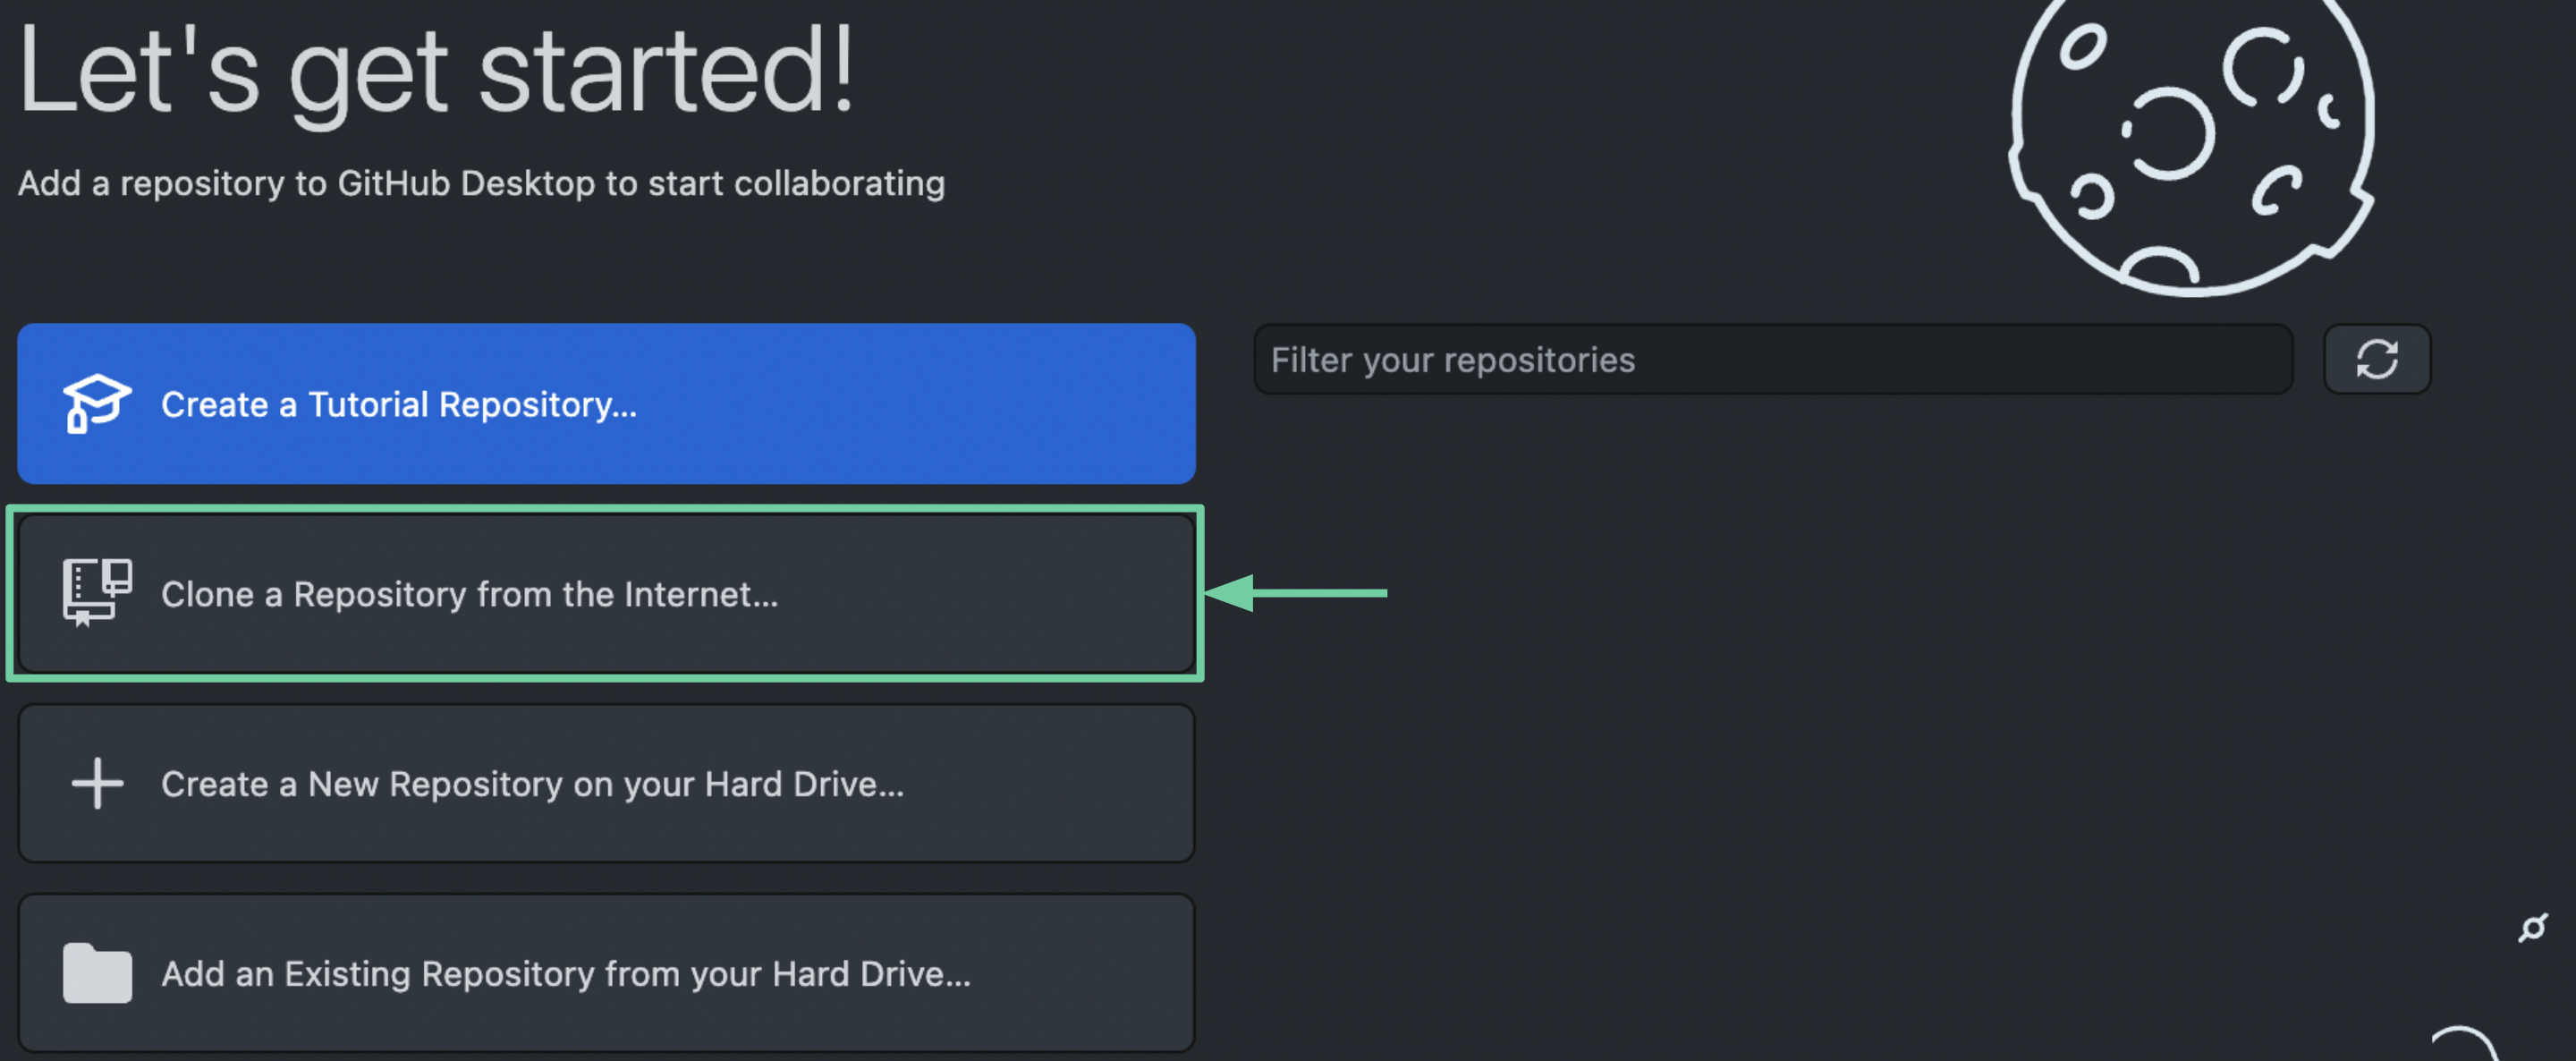 Let's get started!
Add a repository to GitHub Desktop to start collaborating
Create a Tutorial Repository...
Filter your repositories
Clone a Repository from the Internet...
Create a New Repository on your Hard Drive...
Add an Existing Repository from your Hard Drive...